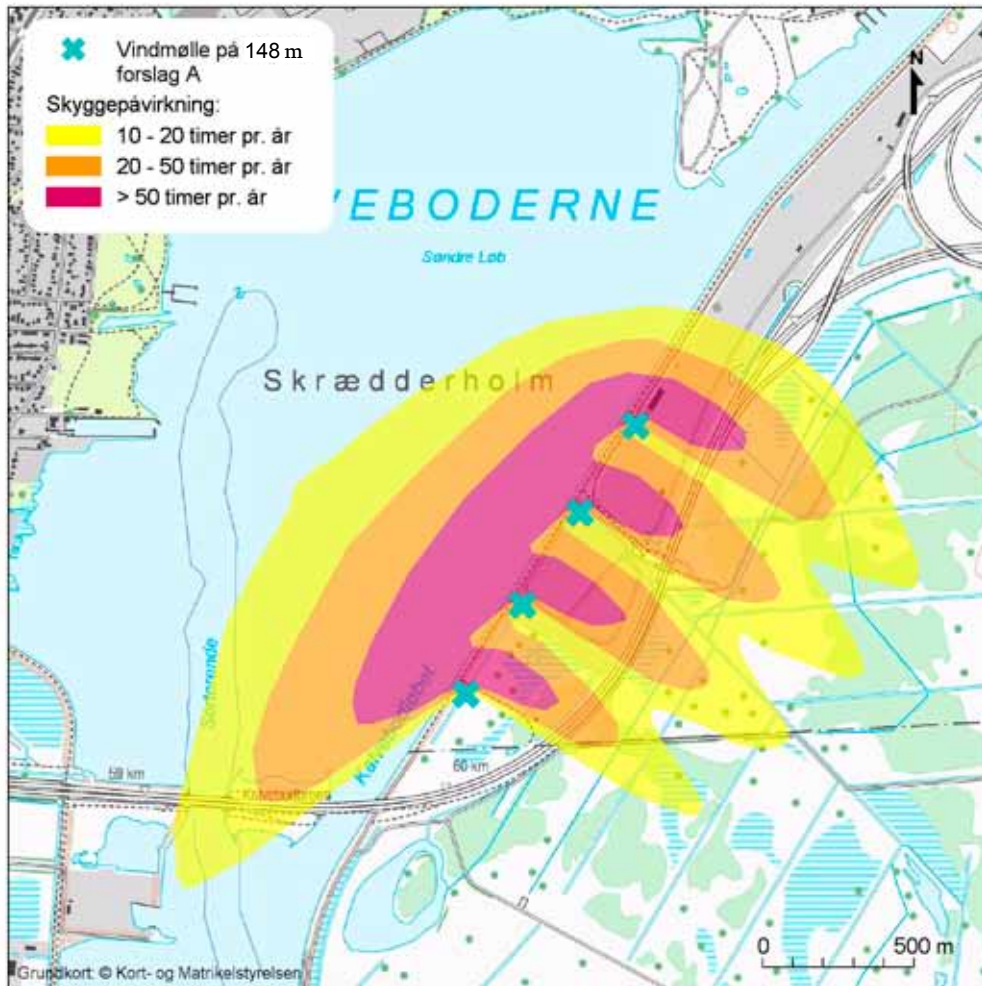 Vindmølle på 148 m
forslag A
Skyggepåvirkning:
10 - 20 timer pr. år
20 - 50 timer pr. år
> 50 timer pr. år
N
VEBODERNE
Søndre Løb
Skrædderholm
59 km
60 km
0 500 m
Grundkort: © Kort- og Matrikelstyrelsen